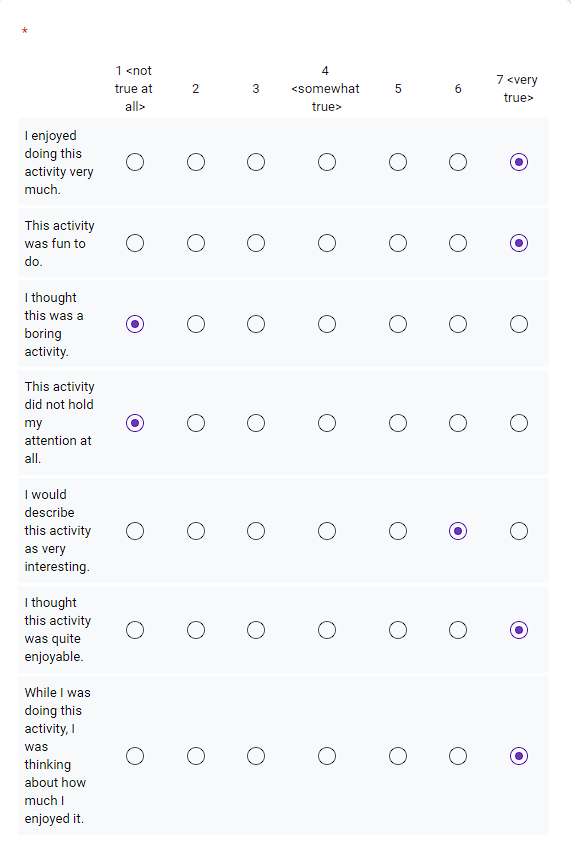 *
1 <not
true at
all>
2
3
4
<somewhat
true>
5
6
7 <very
true>
I enjoyed
doing this
activity very
much.
This activity
was fun to
do.
I thought
this was a
boring
activity.
This activity
did not hold
my
attention at
all.
I would
describe
this activity
as very
interesting.
I thought
this activity
was quite
enjoyable.
While I was
doing this
activity, I
was
thinking
about how
much I
enjoyed it.